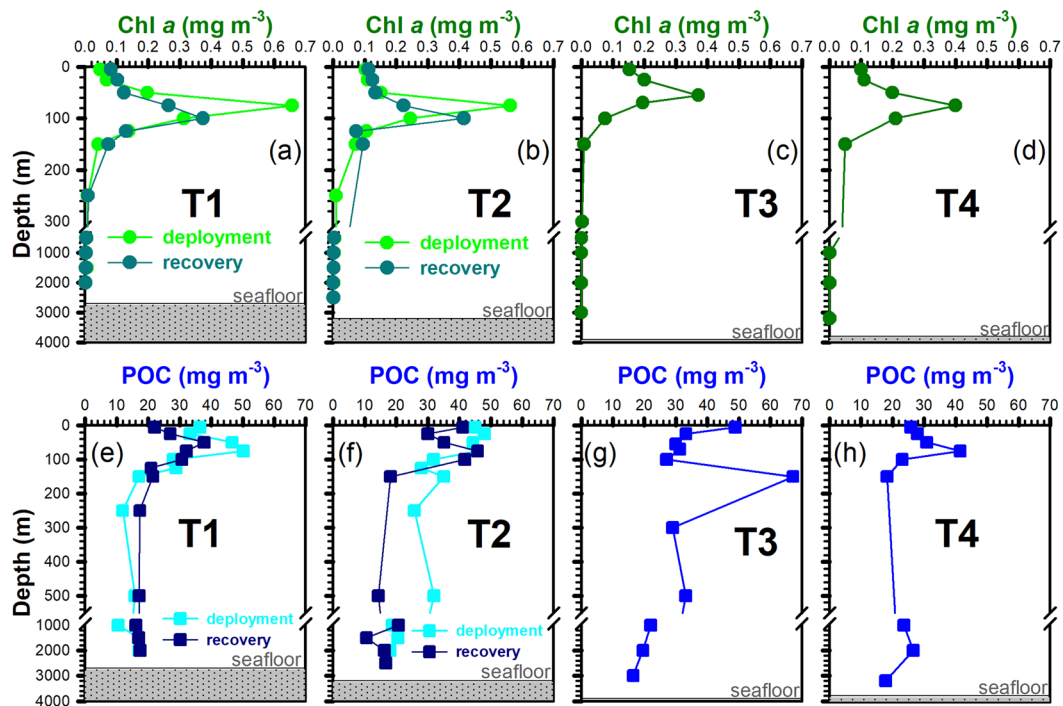 Chl a (mg m⁻³) Chl a (mg m⁻³) Chl a (mg m⁻³) Chl a (mg m⁻³)
0.0 0.1 0.2 0.3 0.4 0.5 0.6 0.7 0.0 0.1 0.2 0.3 0.4 0.5 0.6 0.7 0.0 0.1 0.2 0.3 0.4 0.5 0.6 0.7 0.0 0.1 0.2 0.3 0.4 0.5 0.6 0.7
0
100
(a) (b) (c) (d)
200
T1 T2 T3 T4
300
Depth (m)
deployment deployment
recovery recovery
1000
2000
seafloor seafloor seafloor seafloor
3000
4000
POC (mg m⁻³) POC (mg m⁻³) POC (mg m⁻³) POC (mg m⁻³)
0 10 20 30 40 50 60 70 0 10 20 30 40 50 60 70 0 10 20 30 40 50 60 70 0 10 20 30 40 50 60 70
0
(e) (f) (g) (h)
100
200
T1 T2 T3 T4
300
Depth (m)
400
500
deployment deployment
recovery recovery
1000
2000
seafloor seafloor seafloor seafloor
3000
4000